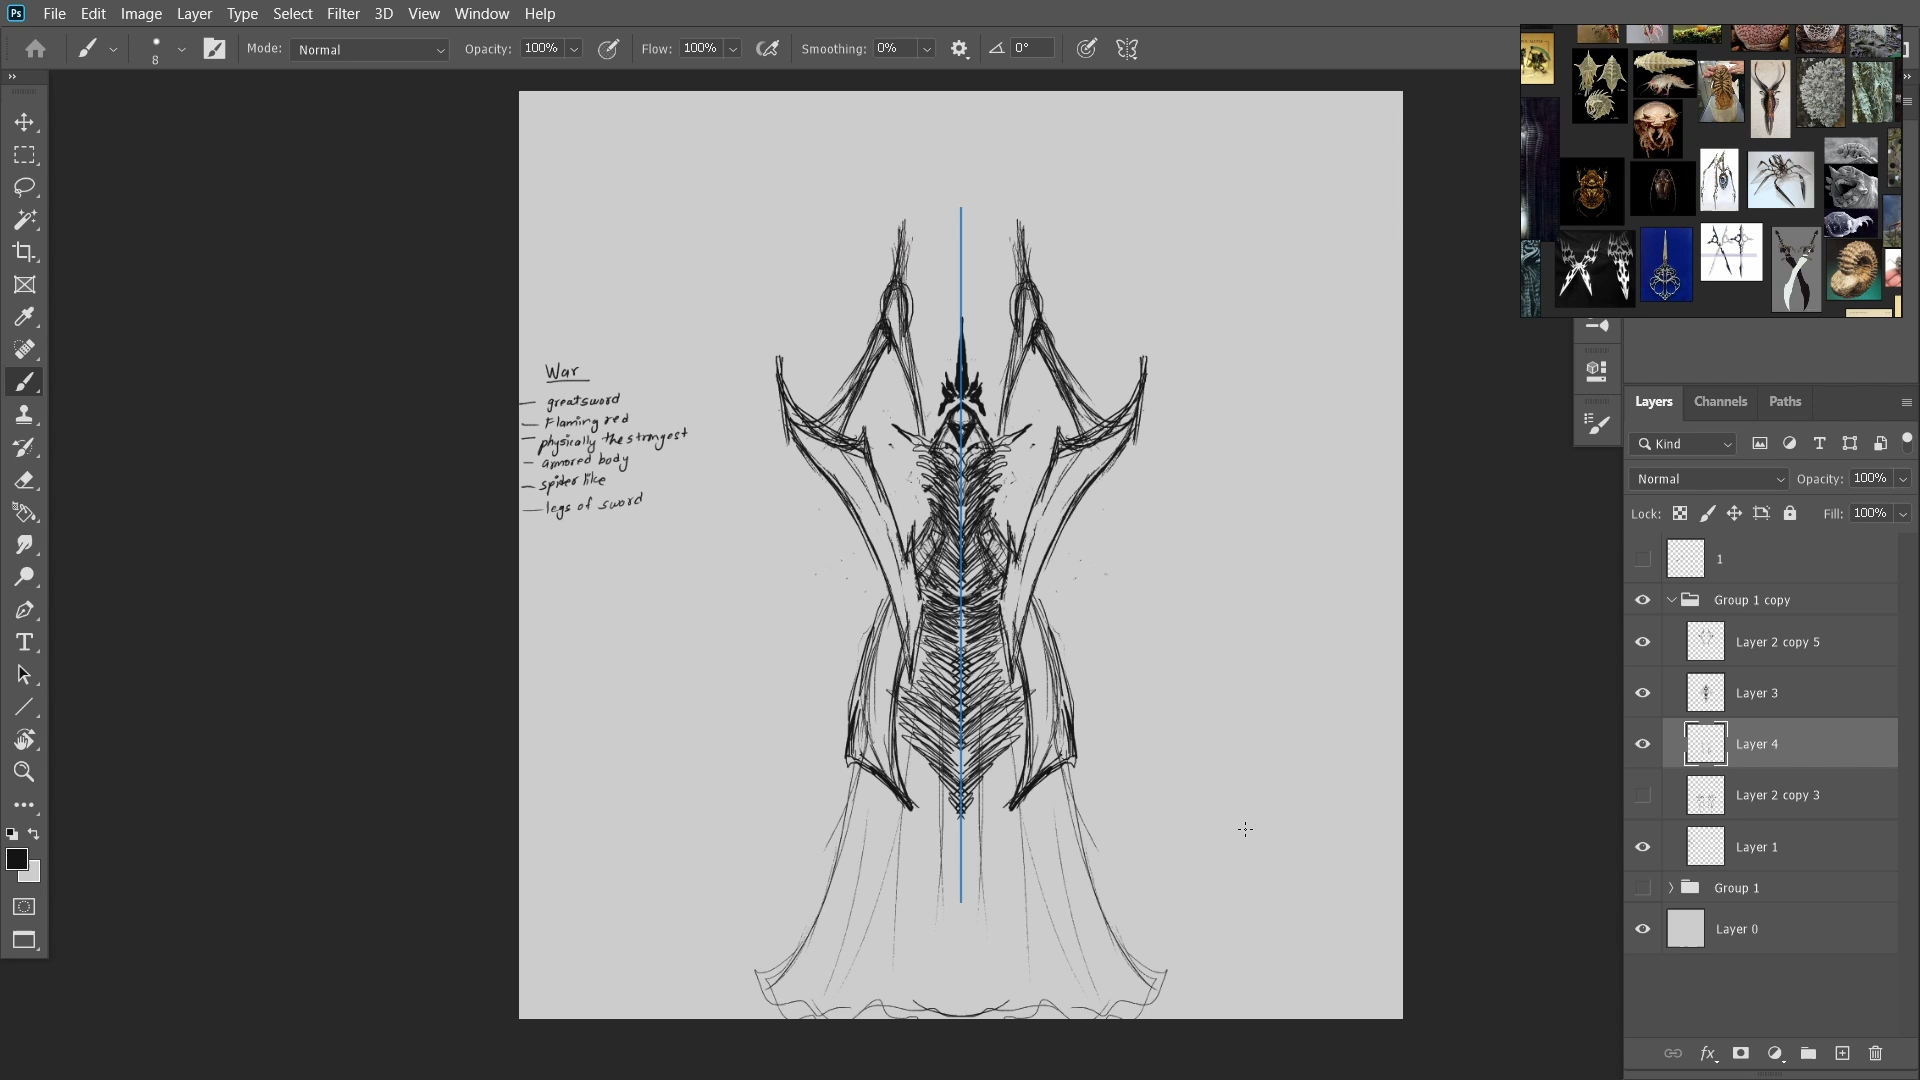 Ps File Edit Image Layer Type Select Filter 3D View Window Help
8 Mode: Normal Opacity: 100% Flow: 100% Smoothing: 0% 0°
War
— greatsword
— Flaming red
— physically the strongest
— armored body
— spider like
— legs of sword
Layers Channels Paths
Kind
Normal Opacity: 100%
Lock: Fill: 100%
1
Group 1 copy
Layer 2 copy 5
Layer 3
Layer 4
Layer 2 copy 3
Layer 1
Group 1
Layer 0
fx